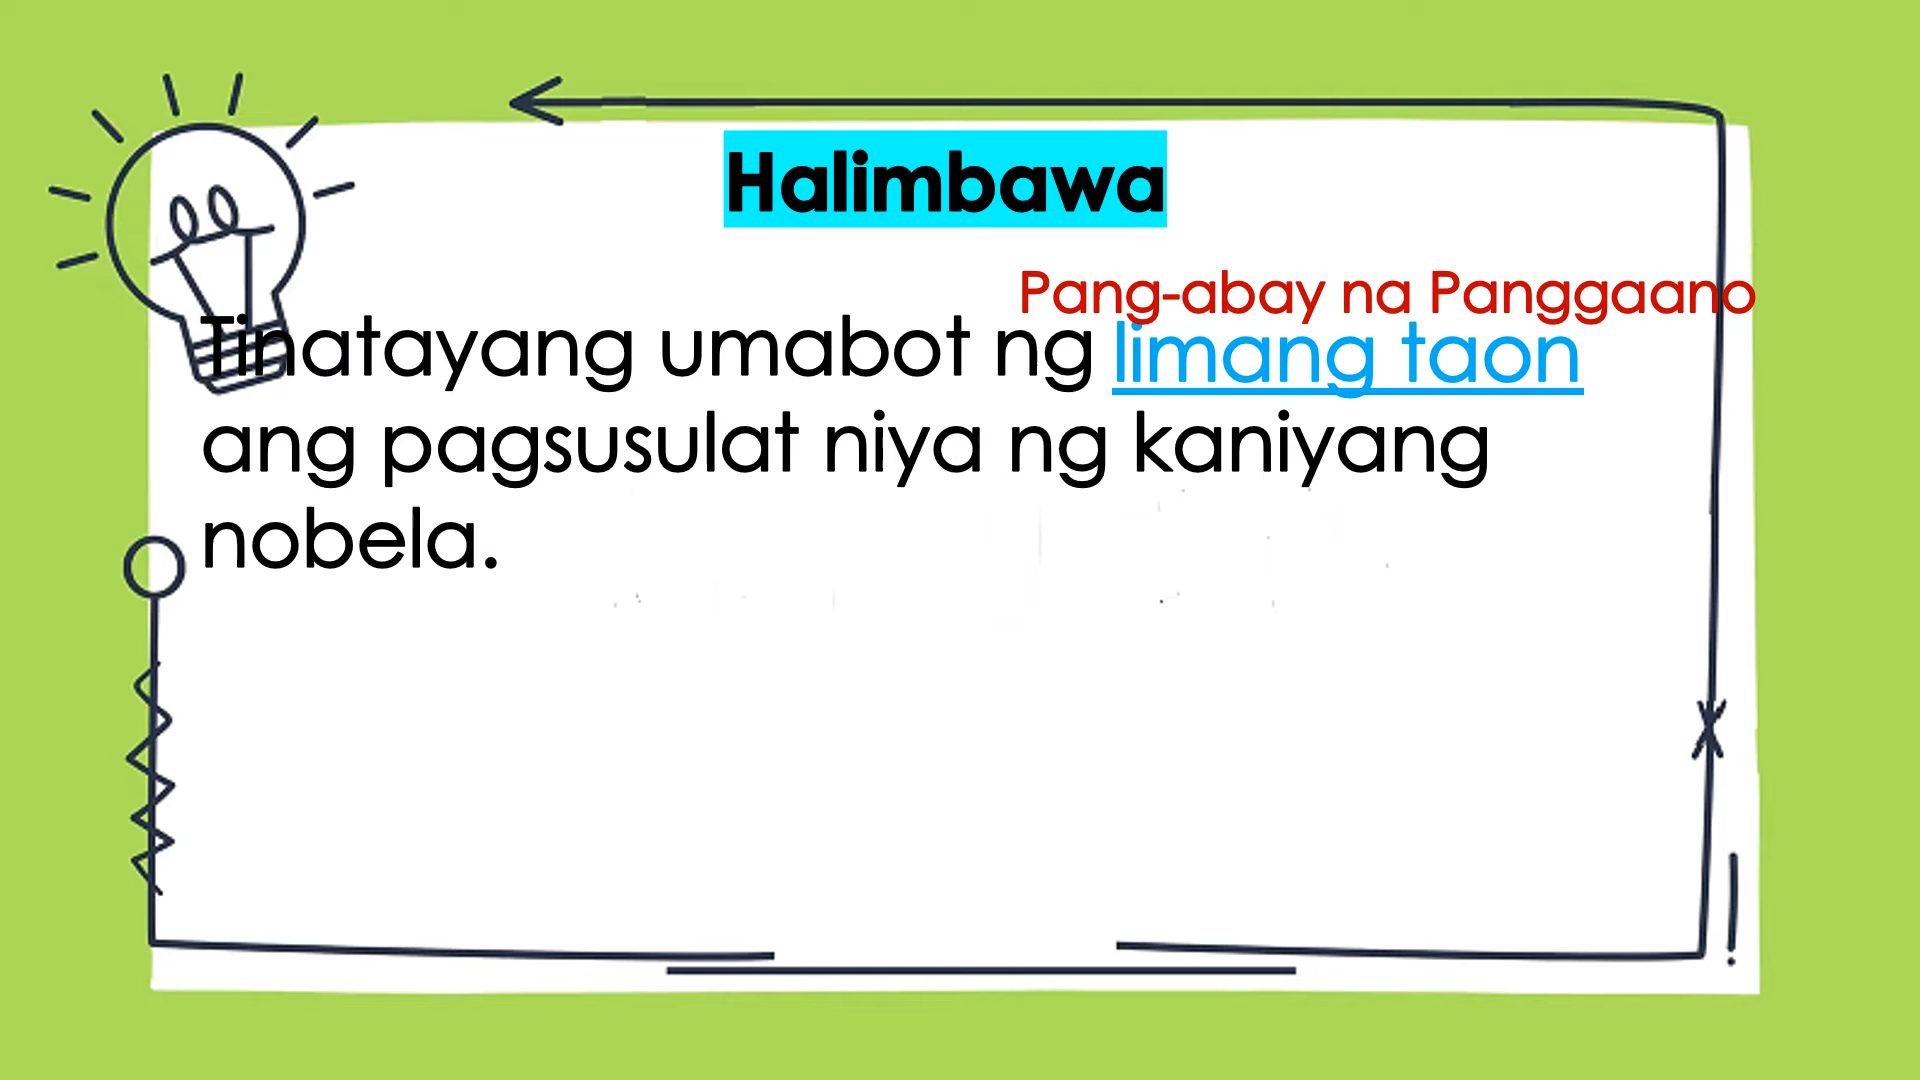 Halimbawa
Pang-abay na Panggaano
Tinatayang umabot ng limang taon
ang pagsusulat niya ng kaniyang
nobela.